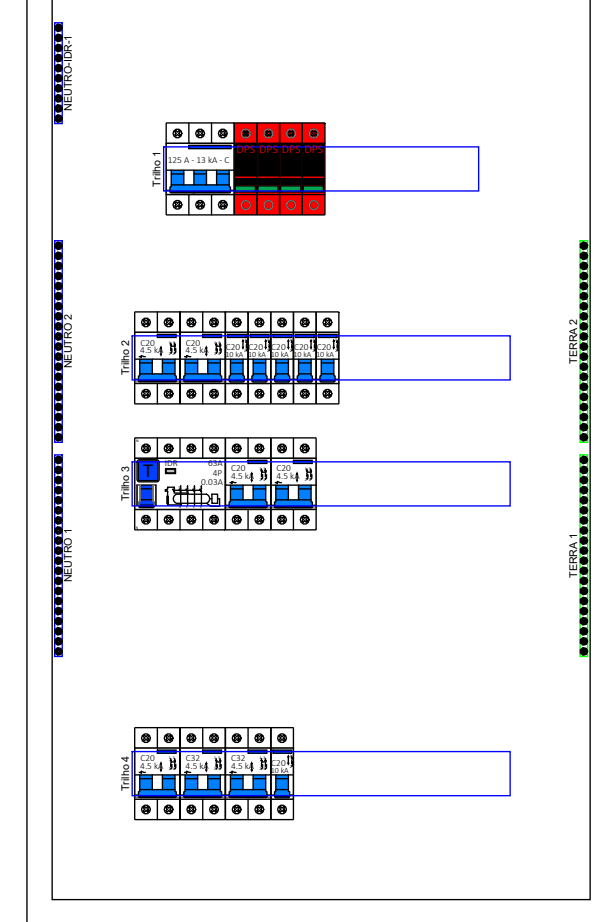 NEUTRO-IDR-1
Trilho 1
125 A - 13 kA - C
DPS DPS DPS DPS
NEUTRO 2
TERRA 2
Trilho 2
C20 C20 C20 C20 C20 C20 C20
4.5 kA 4.5 kA 10 kA 10 kA 10 kA 10 kA 10 kA
Trilho 3
T IDR 63A
4P
0.03A
C20 C20
4.5 kA 4.5 kA
NEUTRO 1
TERRA 1
Trilho 4
C20 C32 C32 C20
4.5 kA 4.5 kA 4.5 kA 10 kA